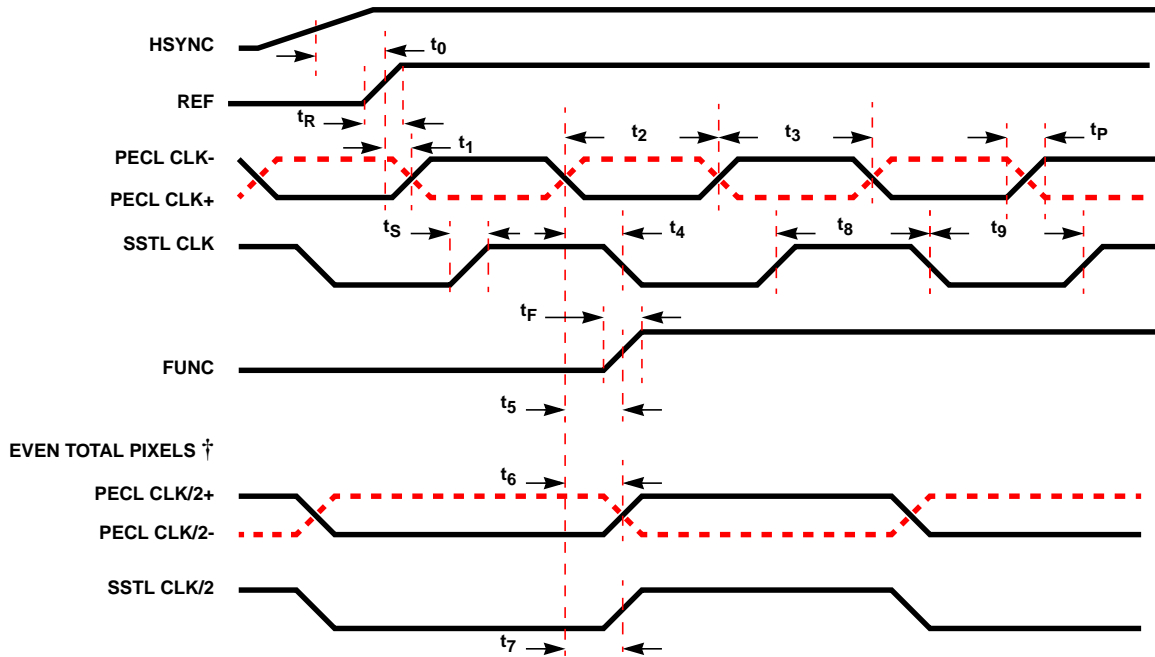 HSYNC
t0
REF
tR
t1
t2
t3
tP
PECL CLK-
PECL CLK+
tS
t4
t8
t9
SSTL CLK
tF
FUNC
t5
EVEN TOTAL PIXELS †
t6
PECL CLK/2+
PECL CLK/2-
SSTL CLK/2
t7